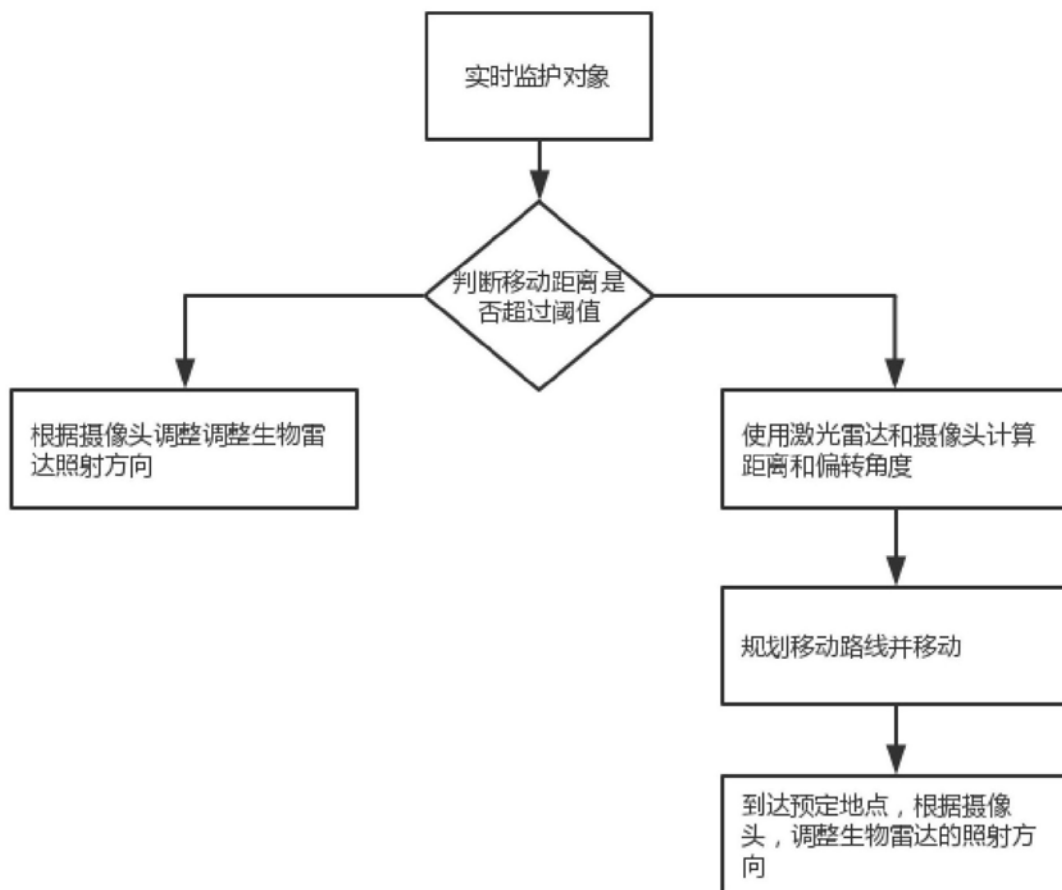 实时监护对象
判断移动距离是
否超过阈值
根据摄像头调整调整生物雷
达照射方向
使用激光雷达和摄像头计算
距离和偏转角度
规划移动路线并移动
到达预定地点，根据摄像
头，调整生物雷达的照射方
向